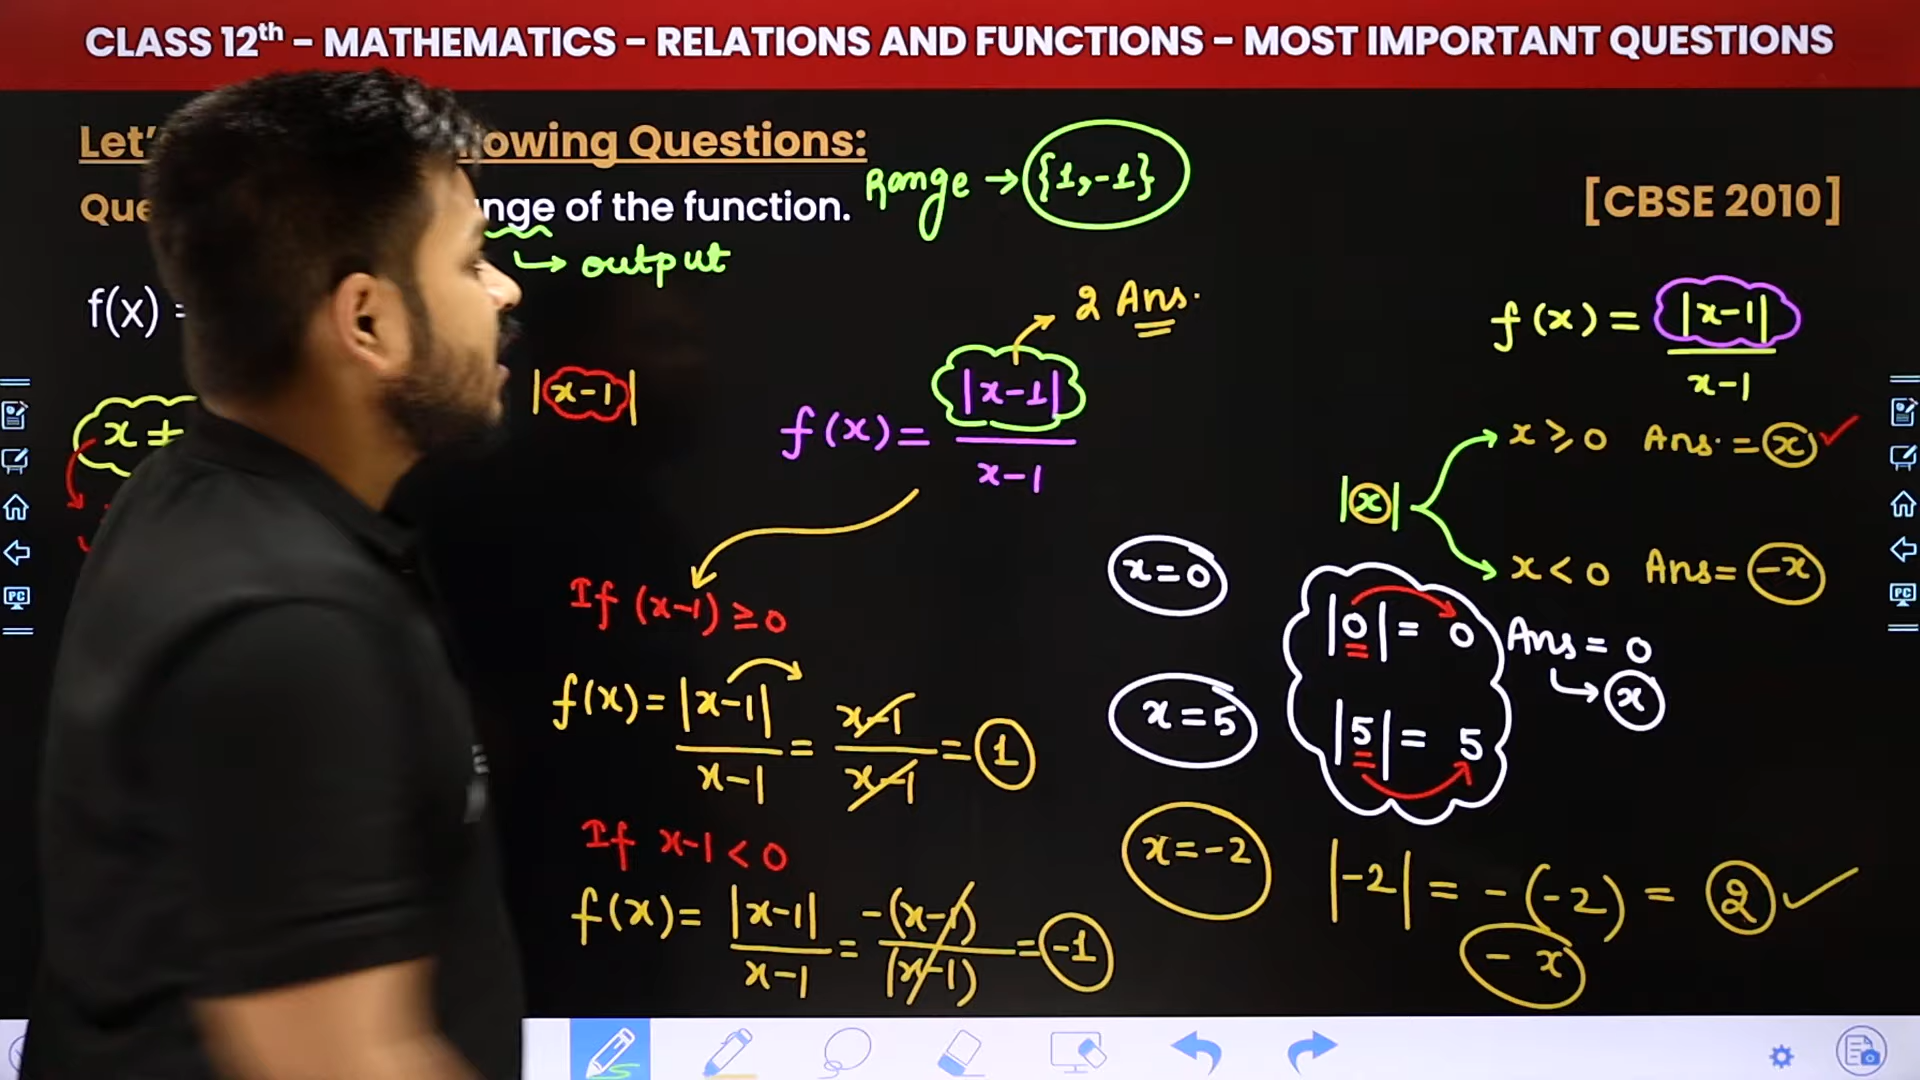 CLASS 12th – MATHEMATICS – RELATIONS AND FUNCTIONS – MOST IMPORTANT QUESTIONS
Let' owing Questions:
Que nge of the function.
Range → {1,-1}
[CBSE 2010]
↳ output
f(x) =
2 Ans.
f(x) = |x-1| / x-1
x ≠
|x-1|
f(x) = |x-1| / x-1
|x|
x ≥ 0 Ans. = x ✓
x < 0 Ans = -x
If (x-1) ≥ 0
f(x) = |x-1| / x-1 = x-1 / x-1 = 1
If x-1 < 0
f(x) = |x-1| / x-1 = -(x-1) / (x-1) = -1
x=0
|0| = 0
Ans = 0
↳ x
x=5
|5| = 5
x=-2
|-2| = -(-2) = 2 ✓
- x
PC
PC